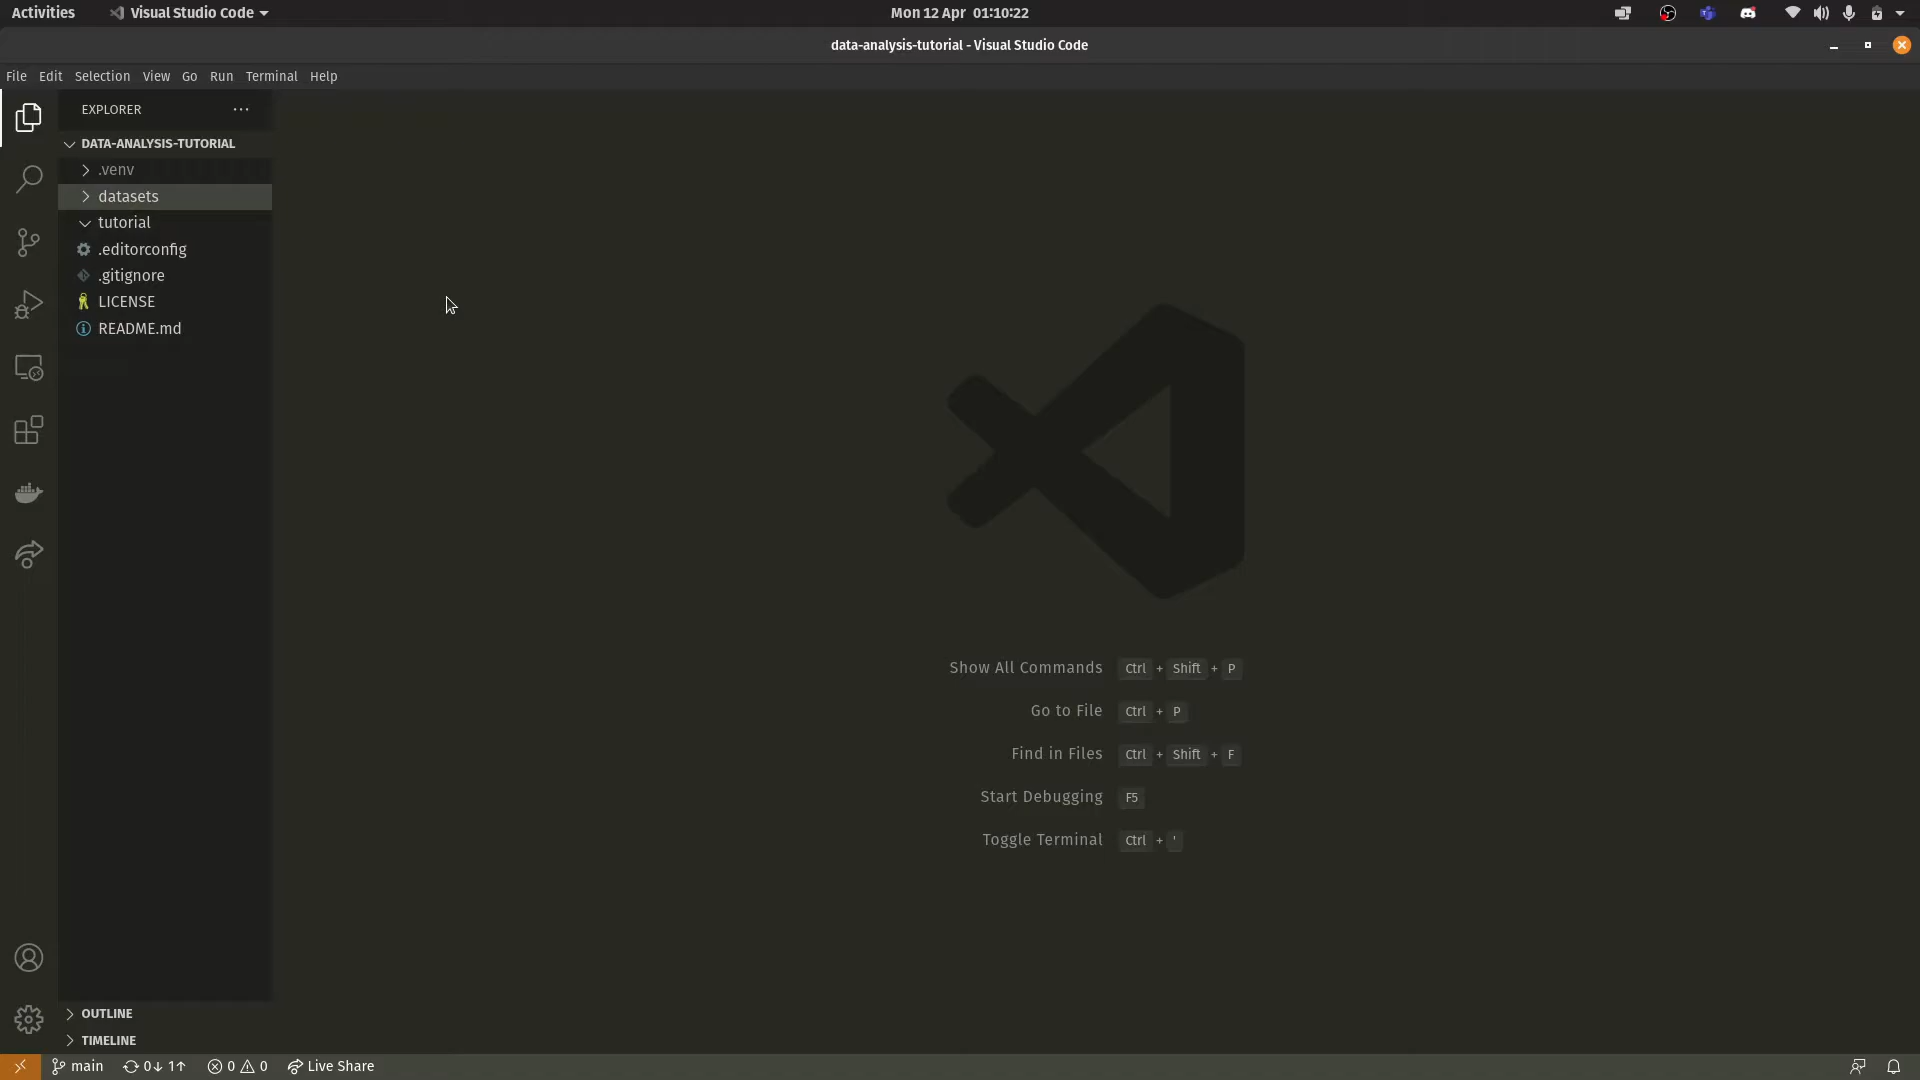 Activities
Visual Studio Code
Mon 12 Apr 01:10:22
data-analysis-tutorial - Visual Studio Code
File Edit Selection View Go Run Terminal Help
EXPLORER
DATA-ANALYSIS-TUTORIAL
.venv
datasets
tutorial
.editorconfig
.gitignore
LICENSE
README.md
Show All Commands Ctrl + Shift + P
Go to File Ctrl + P
Find in Files Ctrl + Shift + F
Start Debugging F5
Toggle Terminal Ctrl + '
OUTLINE
TIMELINE
main 0↓ 1↑ 0 0 Live Share